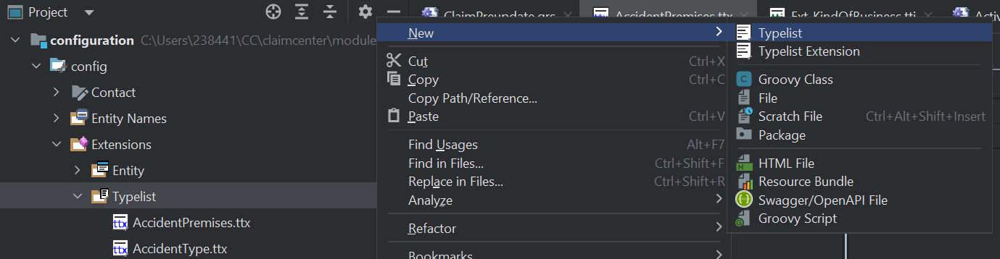 Project
ClaimPreupdate.grs
AccidentPremises.ttx
Ext_KindOfBusiness.tti
Activ
configuration C:\Users\238441\CC\claimcenter\module
config
Contact
Entity Names
Extensions
Entity
Typelist
ttx AccidentPremises.ttx
ttx AccidentType.ttx
New
Cut Ctrl+X
Copy Ctrl+C
Copy Path/Reference...
Paste Ctrl+V
Find Usages Alt+F7
Find in Files... Ctrl+Shift+F
Replace in Files... Ctrl+Shift+R
Analyze
Refactor
Bookmarks
Typelist
Typelist Extension
Groovy Class
File
Scratch File Ctrl+Alt+Shift+Insert
Package
HTML File
Resource Bundle
Swagger/OpenAPI File
Groovy Script